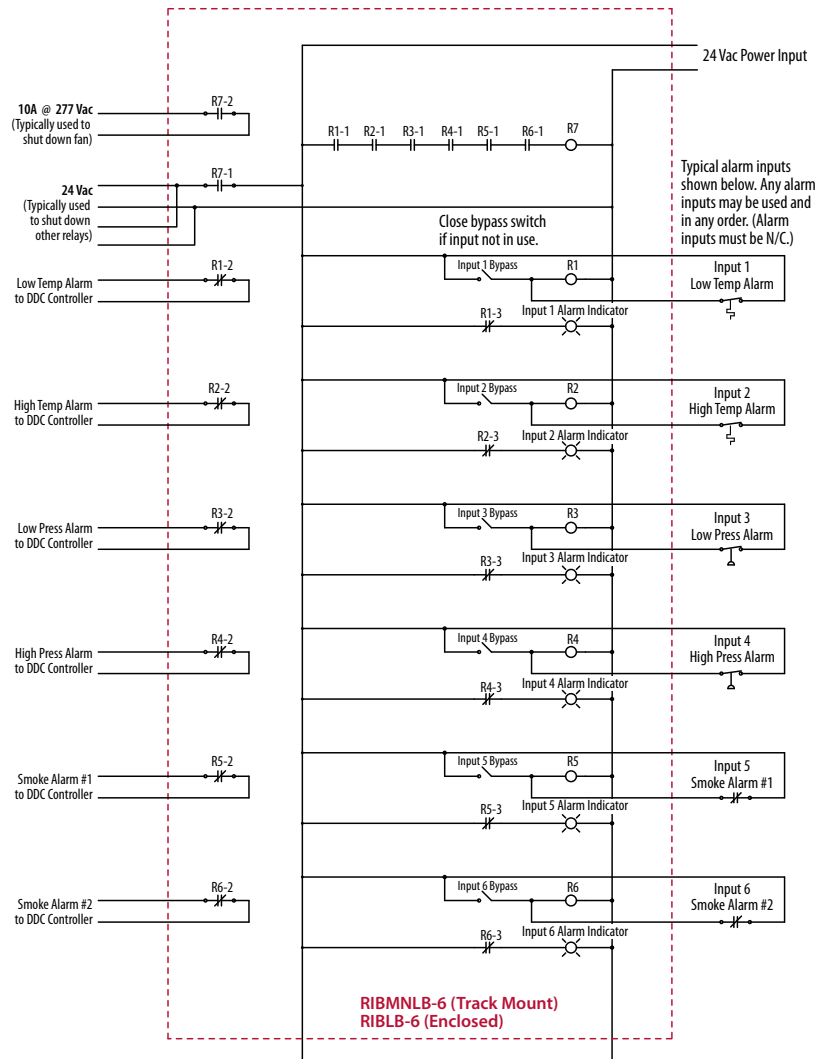 24 Vac Power Input
R7-2
10A @ 277 Vac
(Typically used to
shut down fan)
R1-1 R2-1 R3-1 R4-1 R5-1 R6-1 R7
R7-1
24 Vac
(Typically used
to shut down
other relays)
Typical alarm inputs
shown below. Any alarm
inputs may be used and
in any order. (Alarm
inputs must be N/C.)
Close bypass switch
if input not in use.
Low Temp Alarm
to DDC Controller
R1-2
Input 1 Bypass
R1
Input 1
Low Temp Alarm
R1-3
Input 1 Alarm Indicator
High Temp Alarm
to DDC Controller
R2-2
Input 2 Bypass
R2
Input 2
High Temp Alarm
R2-3
Input 2 Alarm Indicator
Low Press Alarm
to DDC Controller
R3-2
Input 3 Bypass
R3
Input 3
Low Press Alarm
R3-3
Input 3 Alarm Indicator
High Press Alarm
to DDC Controller
R4-2
Input 4 Bypass
R4
Input 4
High Press Alarm
R4-3
Input 4 Alarm Indicator
Smoke Alarm #1
to DDC Controller
R5-2
Input 5 Bypass
R5
Input 5
Smoke Alarm #1
R5-3
Input 5 Alarm Indicator
Smoke Alarm #2
to DDC Controller
R6-2
Input 6 Bypass
R6
Input 6
Smoke Alarm #2
R6-3
Input 6 Alarm Indicator
RIBMNLB-6 (Track Mount)
RIBLB-6 (Enclosed)